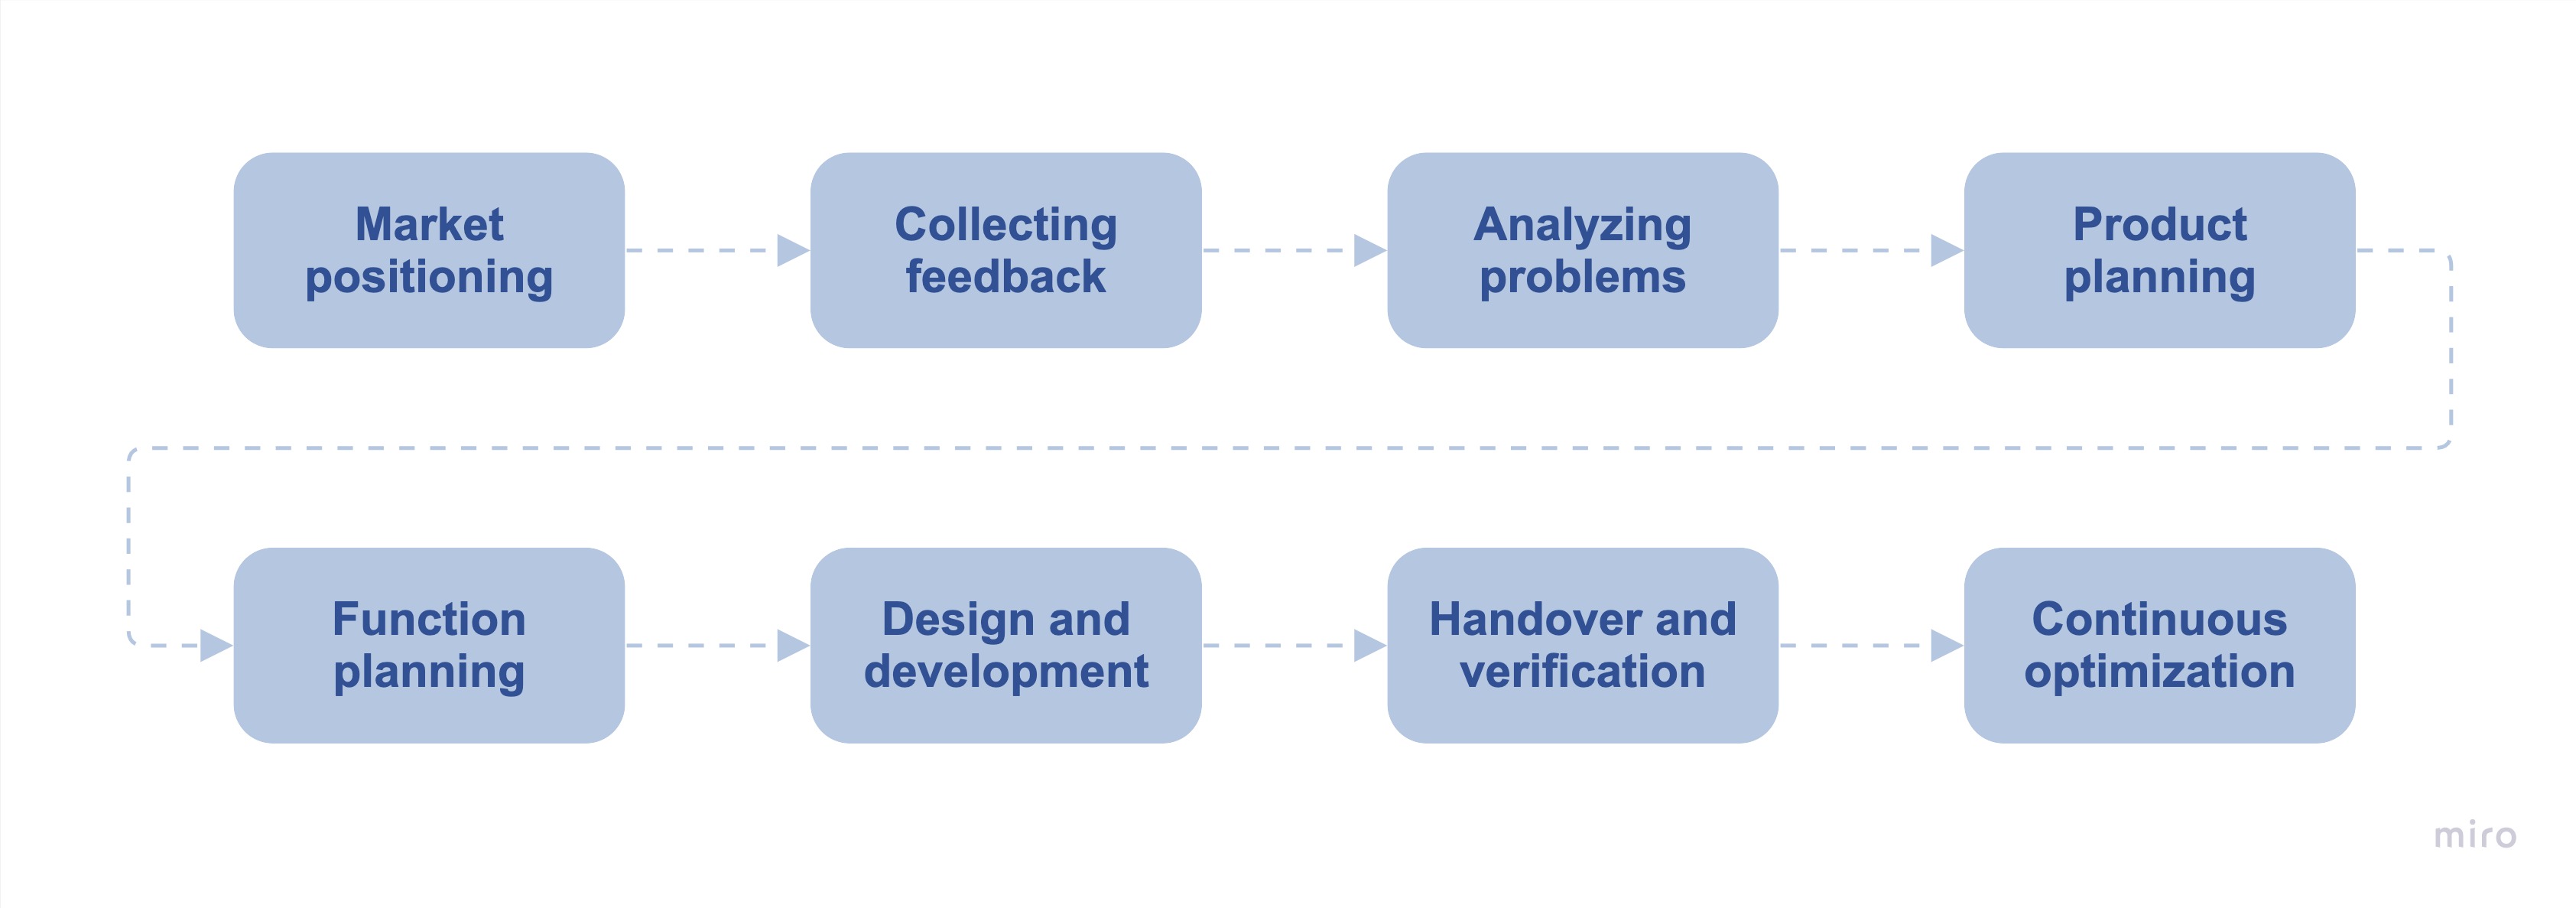 Market
positioning
Collecting
feedback
Analyzing
problems
Product
planning
Function
planning
Design and
development
Handover and
verification
Continuous
optimization
miro